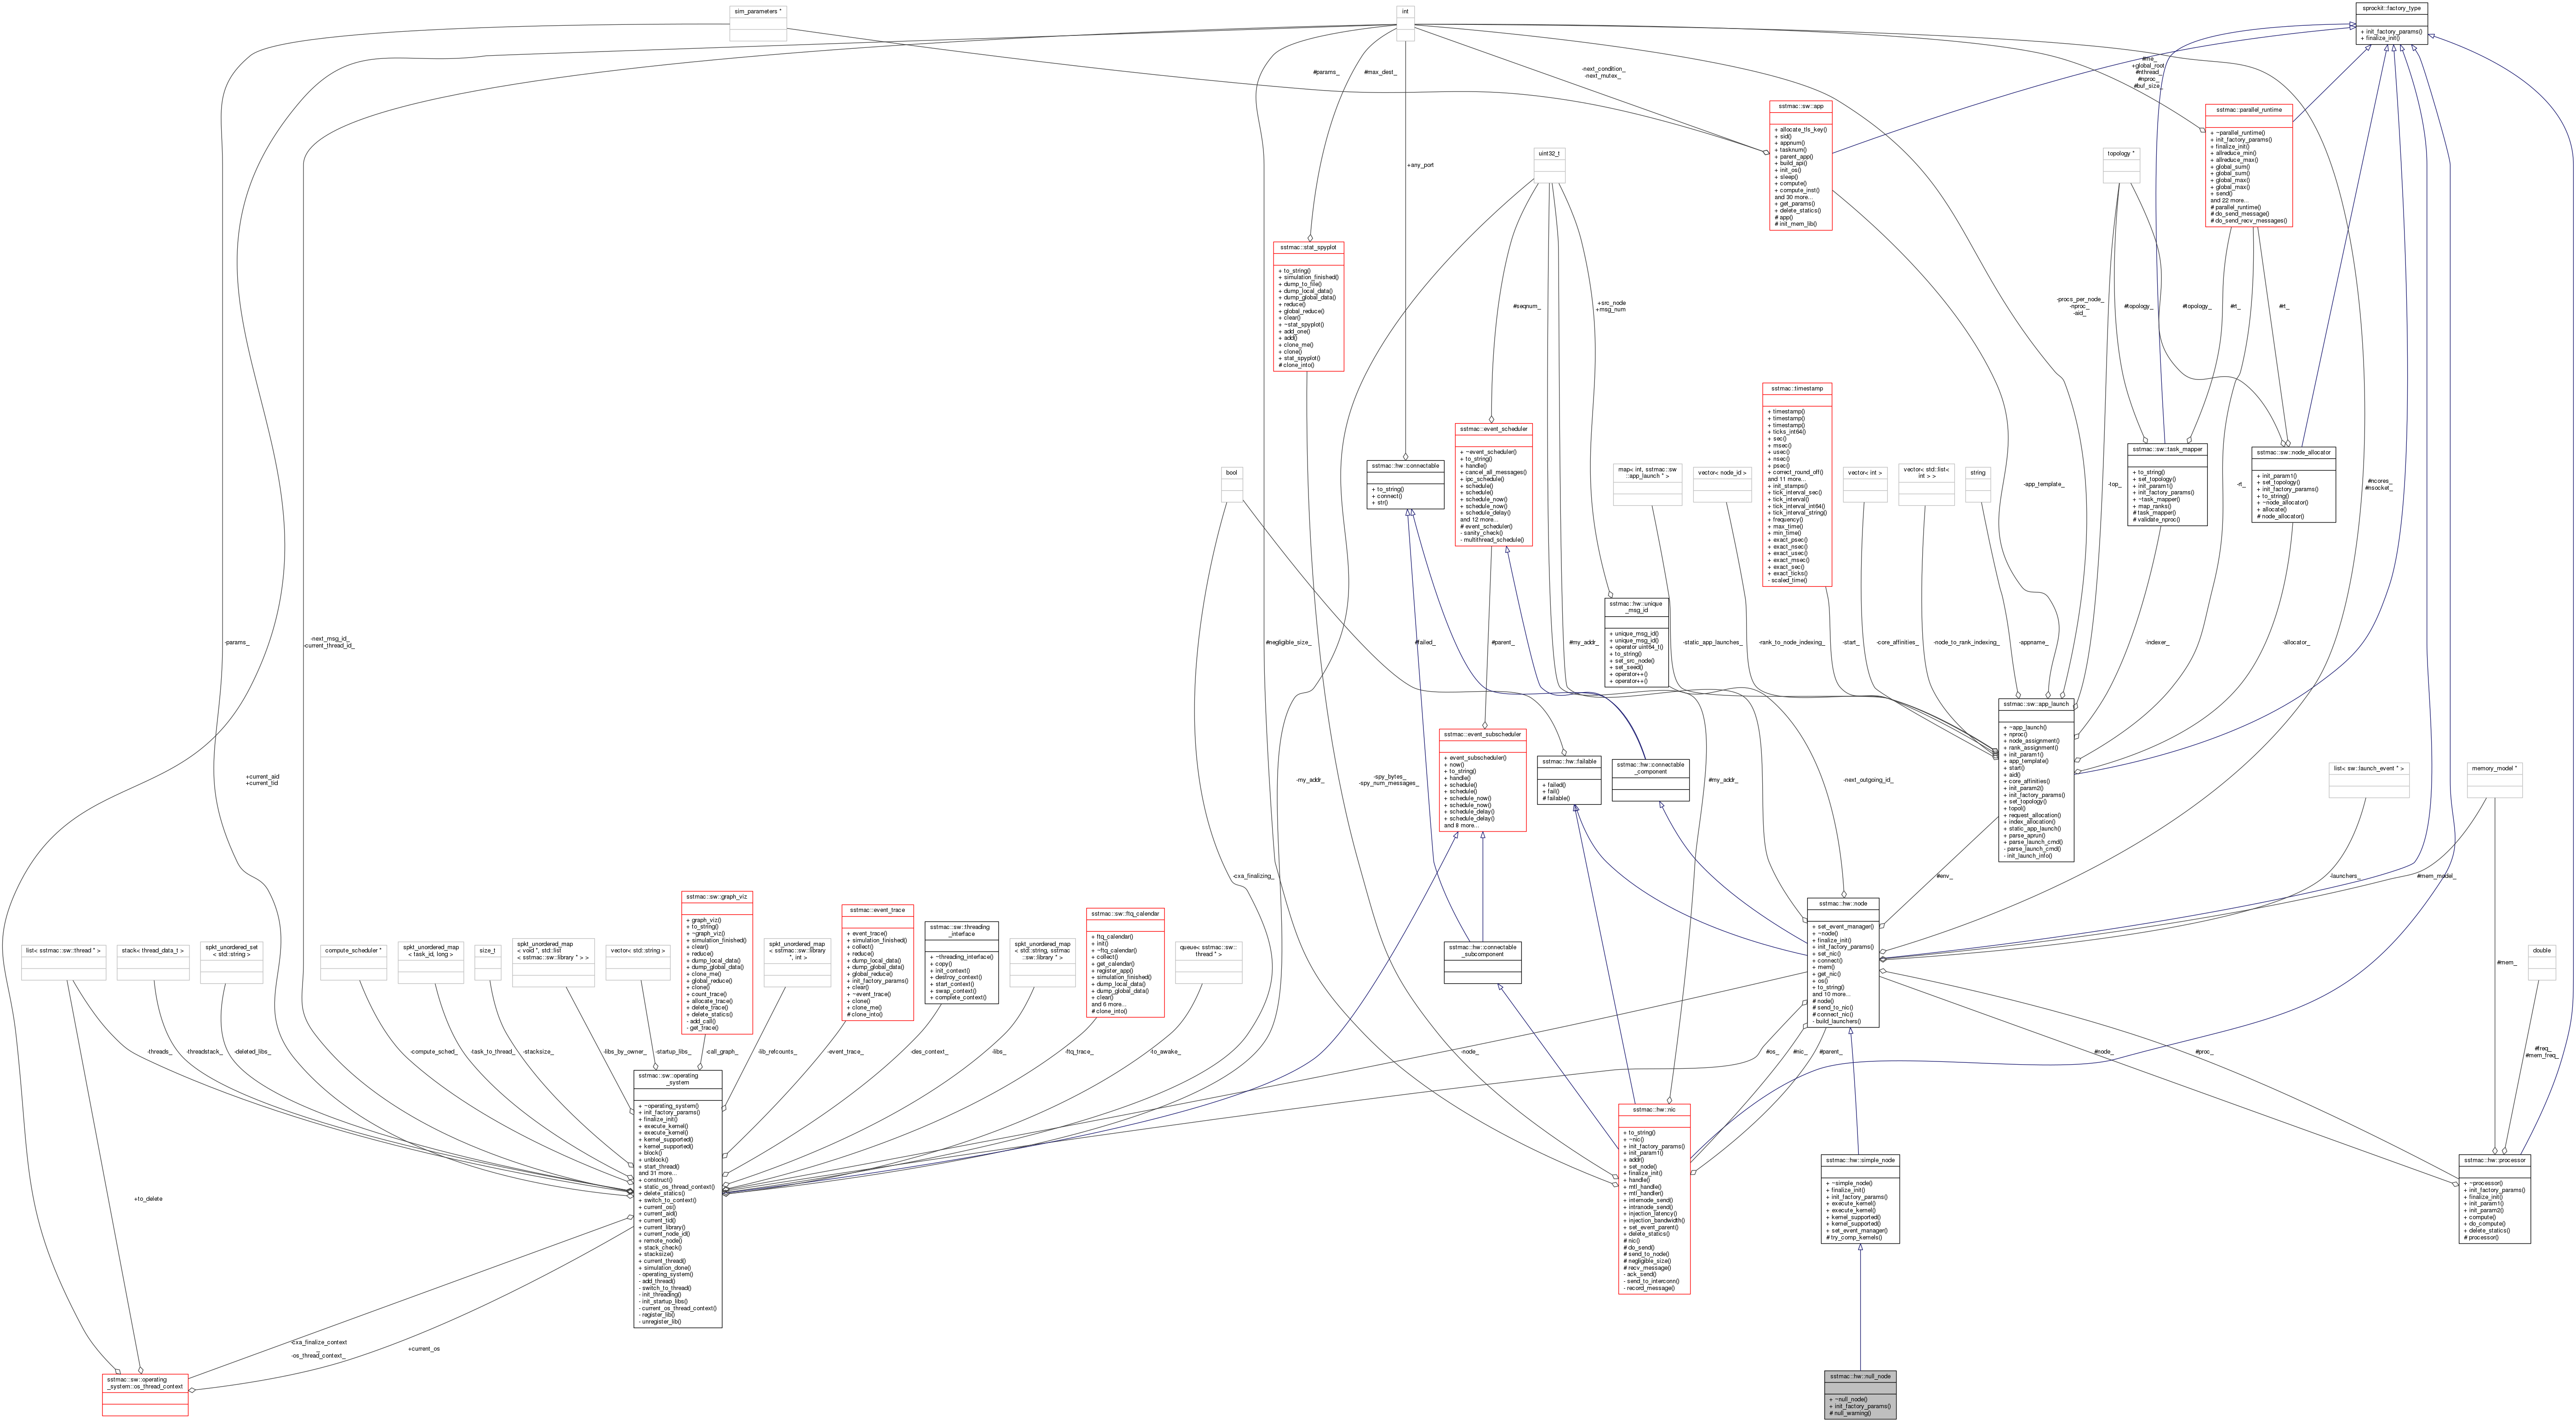 sim_parameters *
int
sprockit::factory_type
+ init_factory_params()
+ finalize_init()
#params_
#max_dest_
-next_condition_
-next_mutex_
#me_
+global_root
#nthread_
#nproc_
#buf_size_
sstmac::sw::app
+ allocate_tls_key()
+ sid()
+ appnum()
+ tasknum()
+ parent_app()
+ build_api()
+ init_os()
+ sleep()
+ compute()
+ compute_inst()
and 30 more...
+ get_params()
+ delete_statics()
# app()
# init_mem_lib()
sstmac::parallel_runtime
+ ~parallel_runtime()
+ init_factory_params()
+ finalize_init()
+ allreduce_min()
+ allreduce_max()
+ global_sum()
+ global_sum()
+ global_max()
+ global_max()
+ send()
and 22 more...
# parallel_runtime()
# do_send_message()
# do_send_recv_messages()
+any_port
uint32_t
topology *
sstmac::stat_spyplot
+ to_string()
+ simulation_finished()
+ dump_to_file()
+ dump_local_data()
+ dump_global_data()
+ reduce()
+ global_reduce()
+ clear()
+ ~stat_spyplot()
+ add_one()
+ add()
+ clone_me()
+ clone()
+ stat_spyplot()
# clone_into()
#seqnum_
+src_node
+msg_num
-procs_per_node_
-nproc_
-aid_
#topology_
#rt_
#topology_
#rt_
sstmac::timestamp
+ timestamp()
+ timestamp()
+ timestamp()
+ ticks_int64()
+ sec()
+ msec()
+ usec()
+ nsec()
+ psec()
+ correct_round_off()
and 11 more...
+ init_stamps()
+ tick_interval_sec()
+ tick_interval()
+ tick_interval_int64()
+ tick_interval_string()
+ frequency()
+ max_time()
+ min_time()
+ exact_psec()
+ exact_nsec()
+ exact_usec()
+ exact_msec()
+ exact_sec()
+ exact_ticks()
- scaled_time()
sstmac::event_scheduler
+ ~event_scheduler()
+ to_string()
+ handle()
+ cancel_all_messages()
+ ipc_schedule()
+ schedule()
+ schedule()
+ schedule_now()
+ schedule_now()
+ schedule_delay()
and 12 more...
# event_scheduler()
- sanity_check()
- multithread_schedule()
sstmac::hw::connectable
+ to_string()
+ connect()
+ str()
bool
map< int, sstmac::sw
::app_launch * >
vector< node_id >
vector< int >
vector< std::list<
int > >
string
-app_template_
-top_
-rt_
#ncores_
#nsocket_
sstmac::sw::task_mapper
+ to_string()
+ set_topology()
+ init_param1()
+ init_factory_params()
+ ~task_mapper()
+ map_ranks()
# task_mapper()
# validate_nproc()
sstmac::sw::node_allocator
+ init_param1()
+ set_topology()
+ init_factory_params()
+ to_string()
+ ~node_allocator()
+ allocate()
# node_allocator()
sstmac::hw::unique
_msg_id
+ unique_msg_id()
+ unique_msg_id()
+ operator uint64_t()
+ to_string()
+ set_src_node()
+ set_seed()
+ operator++()
+ operator++()
-params_
-next_msg_id_
-current_thread_id_
#negligible_size_
#failed_
#parent_
#my_addr_
-static_app_launches_
-rank_to_node_indexing_
-start_
-core_affinities_
-node_to_rank_indexing_
-appname_
-indexer_
-allocator_
sstmac::sw::app_launch
+ ~app_launch()
+ nproc()
+ node_assignment()
+ rank_assignment()
+ init_param1()
+ app_template()
+ start()
+ aid()
+ core_affinities()
+ init_param2()
+ init_factory_params()
+ set_topology()
+ topol()
+ request_allocation()
+ index_allocation()
+ static_app_launch()
+ parse_aprun()
+ parse_launch_cmd()
- parse_launch_cmd()
- init_launch_info()
sstmac::event_subscheduler
+ event_subscheduler()
+ now()
+ to_string()
+ handle()
+ schedule()
+ schedule()
+ schedule_now()
+ schedule_now()
+ schedule_delay()
+ schedule_delay()
and 8 more...
sstmac::hw::failable
+ failed()
+ fail()
# failable()
sstmac::hw::connectable
_component
list< sw::launch_event * >
memory_model *
+current_aid
+current_tid
-my_addr_
-spy_bytes_
-spy_num_messages_
#my_addr_
-next_outgoing_id_
-cxa_finalizing_
#env_
-launchers_
#mem_model_
sstmac::sw::graph_viz
+ graph_viz()
+ to_string()
+ ~graph_viz()
+ simulation_finished()
+ clear()
+ reduce()
+ dump_local_data()
+ dump_global_data()
+ clone_me()
+ global_reduce()
+ clone()
+ count_trace()
+ allocate_trace()
+ delete_trace()
+ delete_statics()
- add_call()
- get_trace()
sstmac::event_trace
+ event_trace()
+ simulation_finished()
+ collect()
+ reduce()
+ dump_local_data()
+ dump_global_data()
+ global_reduce()
+ init_factory_params()
+ clear()
+ ~event_trace()
+ clone()
+ clone_me()
# clone_into()
sstmac::sw::threading
_interface
+ ~threading_interface()
+ copy()
+ init_context()
+ destroy_context()
+ start_context()
+ swap_context()
+ complete_context()
sstmac::sw::ftq_calendar
+ ftq_calendar()
+ init()
+ ~ftq_calendar()
+ collect()
+ get_calendar()
+ register_app()
+ simulation_finished()
+ dump_local_data()
+ dump_global_data()
+ clear()
and 6 more...
# clone_into()
list< sstmac::sw::thread * >
stack< thread_data_t >
spkt_unordered_set
< std::string >
compute_scheduler *
spkt_unordered_map
< task_id, long >
size_t
spkt_unordered_map
< void *, std::list
< sstmac::sw::library * > >
vector< std::string >
spkt_unordered_map
< sstmac::sw::library
*, int >
spkt_unordered_map
< std::string, sstmac
::sw::library * >
queue< sstmac::sw::
thread * >
sstmac::hw::connectable
_subcomponent
sstmac::hw::node
+ set_event_manager()
+ ~node()
+ finalize_init()
+ init_factory_params()
+ set_nic()
+ connect()
+ mem()
+ get_nic()
+ os()
+ to_string()
and 10 more...
# node()
# send_to_nic()
# connect_nic()
- build_launchers()
#mem_
double
-threads_
-threadstack_
-deleted_libs_
-compute_sched_
-task_to_thread_
-stacksize_
-libs_by_owner_
-startup_libs_
-call_graph_
-lib_refcounts_
-event_trace_
-des_context_
-libs_
-ftq_trace_
-to_awake_
-node_
#os_
#nic_
#parent_
#node_
#proc_
#freq_
#mem_freq_
sstmac::sw::operating
_system
+ ~operating_system()
+ init_factory_params()
+ finalize_init()
+ execute_kernel()
+ execute_kernel()
+ kernel_supported()
+ kernel_supported()
+ block()
+ unblock()
+ start_thread()
and 31 more...
+ construct()
+ static_os_thread_context()
+ delete_statics()
+ switch_to_context()
+ current_os()
+ current_aid()
+ current_tid()
+ current_library()
+ current_node_id()
+ remote_node()
+ stack_check()
+ stacksize()
+ current_thread()
+ simulation_done()
- operating_system()
- add_thread()
- switch_to_thread()
- init_threading()
- init_startup_libs()
- current_os_thread_context()
- register_lib()
- unregister_lib()
sstmac::hw::nic
+ to_string()
+ ~nic()
+ init_factory_params()
+ init_param1()
+ addr()
+ set_node()
+ finalize_init()
+ handle()
+ mtl_handle()
+ mtl_handler()
+ internode_send()
+ intranode_send()
+ injection_latency()
+ injection_bandwidth()
+ set_event_parent()
+ delete_statics()
# nic()
# do_send()
# send_to_node()
# negligible_size()
# recv_message()
- ack_send()
- send_to_interconn()
- record_message()
sstmac::hw::simple_node
+ ~simple_node()
+ finalize_init()
+ init_factory_params()
+ execute_kernel()
+ execute_kernel()
+ kernel_supported()
+ kernel_supported()
+ set_event_manager()
# try_comp_kernels()
sstmac::hw::processor
+ ~processor()
+ init_factory_params()
+ finalize_init()
+ init_param1()
+ init_param2()
+ compute()
+ do_compute()
+ delete_statics()
# processor()
+to_delete
-cxa_finalize_context
_
-os_thread_context_
+current_os
sstmac::sw::operating
_system::os_thread_context
sstmac::hw::null_node
+ ~null_node()
+ init_factory_params()
# null_warning()